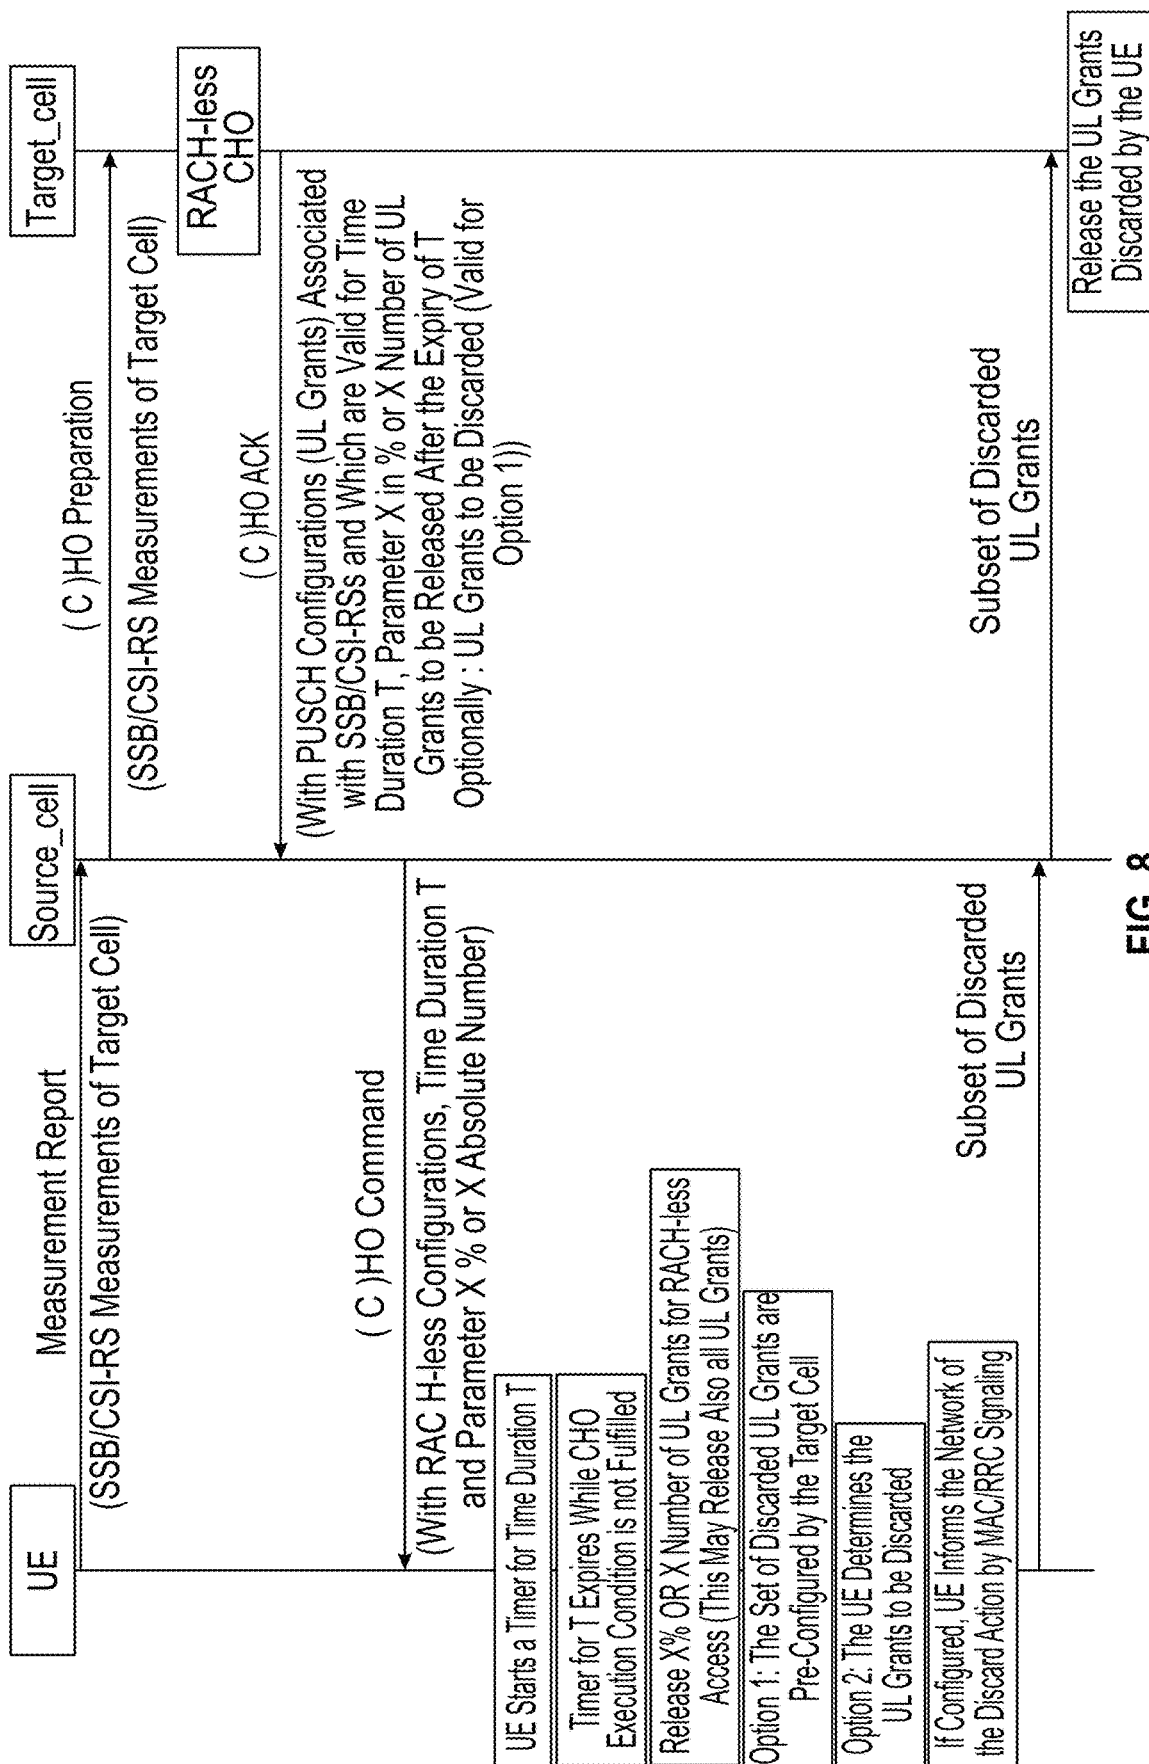 UE
Source_cell
Target_cell
Measurement Report
(SSB/CSI-RS Measurements of Target Cell)
( C )HO Preparation
(SSB/CSI-RS Measurements of Target Cell)
RACH-less
CHO
( C )HO ACK
(With PUSCH Configurations (UL Grants) Associated
with SSB/CSI-RSs and Which are Valid for Time
Duration T, Parameter X in % or X Number of UL
Grants to be Released After the Expiry of T
Optionally : UL Grants to be Discarded (Valid for
Option 1))
( C )HO Command
(With RAC H-less Configurations, Time Duration T
and Parameter X % or X Absolute Number)
UE Starts a Timer for Time Duration T
Timer for T Expires While CHO
Execution Condition is not Fulfilled
Release X% OR X Number of UL Grants for RACH-less
Access (This May Release Also all UL Grants)
Option 1: The Set of Discarded UL Grants are
Pre-Configured by the Target Cell
Option 2: The UE Determines the
UL Grants to be Discarded
If Configured, UE Informs the Network of
the Discard Action by MAC/RRC Signaling
Subset of Discarded
UL Grants
Subset of Discarded
UL Grants
Release the UL Grants
Discarded by the UE
FIG. 8